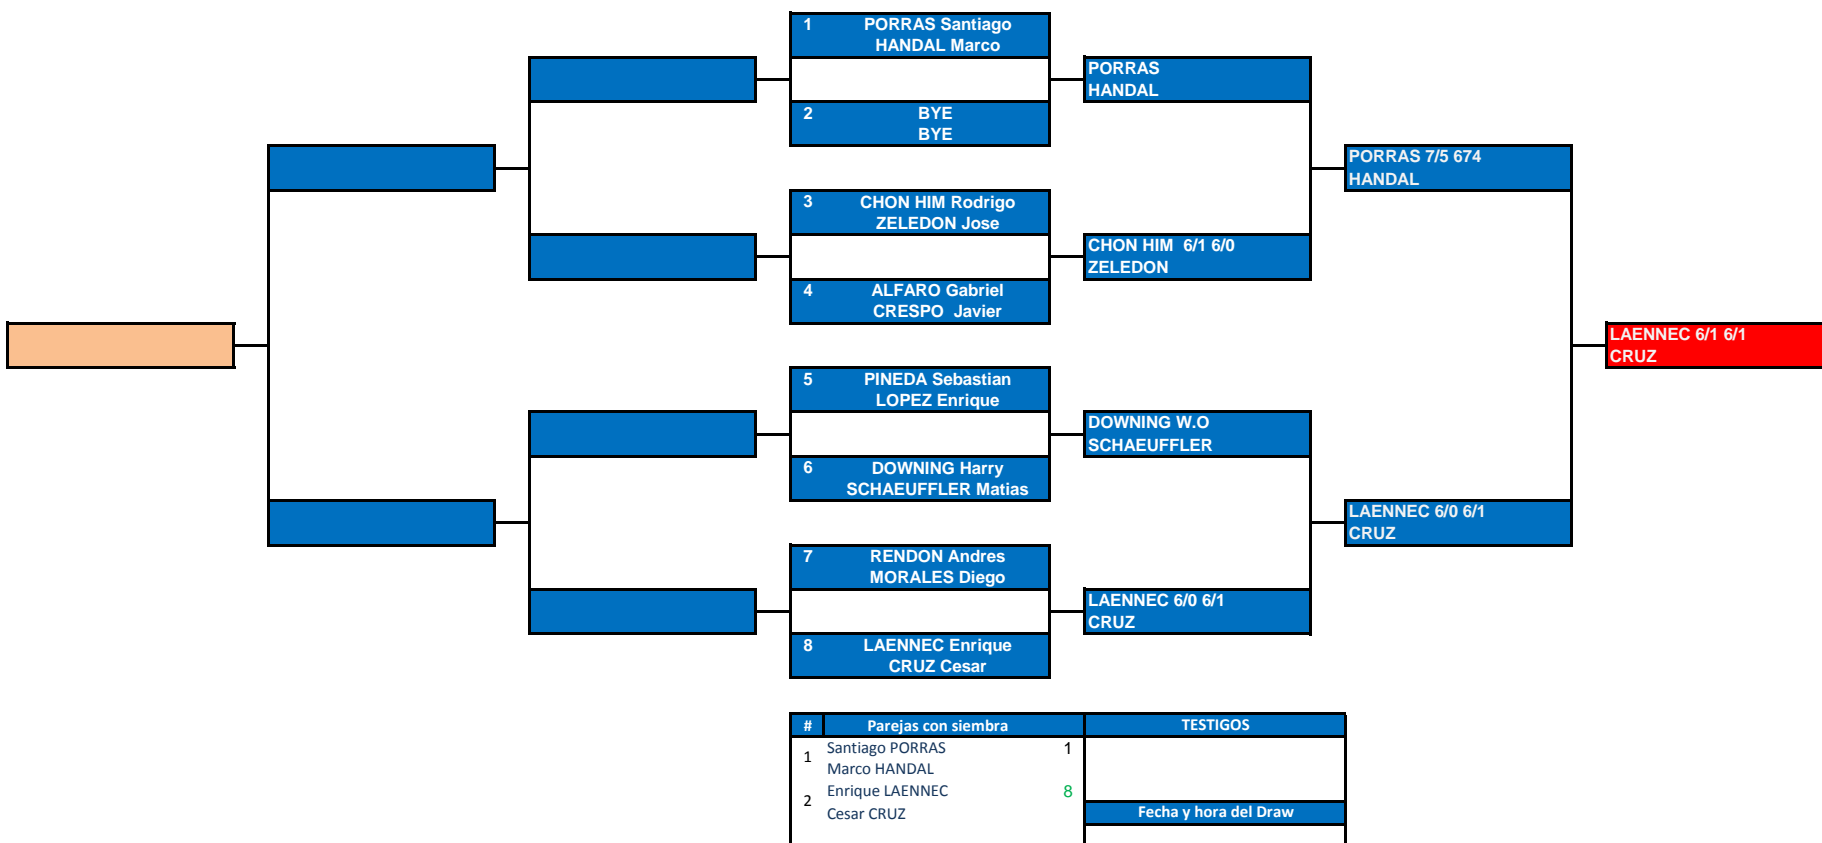 1 PORRAS Santiago
HANDAL Marco
PORRAS
HANDAL
2 BYE
BYE
PORRAS 7/5 674
HANDAL
3 CHON HIM Rodrigo
ZELEDON Jose
CHON HIM  6/1 6/0
ZELEDON
4 ALFARO Gabriel
CRESPO  Javier
LAENNEC 6/1 6/1
CRUZ
5 PINEDA Sebastian
LOPEZ Enrique
DOWNING W.O
SCHAEUFFLER
6 DOWNING Harry
SCHAEUFFLER Matias
LAENNEC 6/0 6/1
CRUZ
7 RENDON Andres
MORALES Diego
LAENNEC 6/0 6/1
CRUZ
8 LAENNEC Enrique
CRUZ Cesar
# Parejas con siembra TESTIGOS
1 Santiago PORRAS 1
Marco HANDAL
2 Enrique LAENNEC 8
Cesar CRUZ
Fecha y hora del Draw